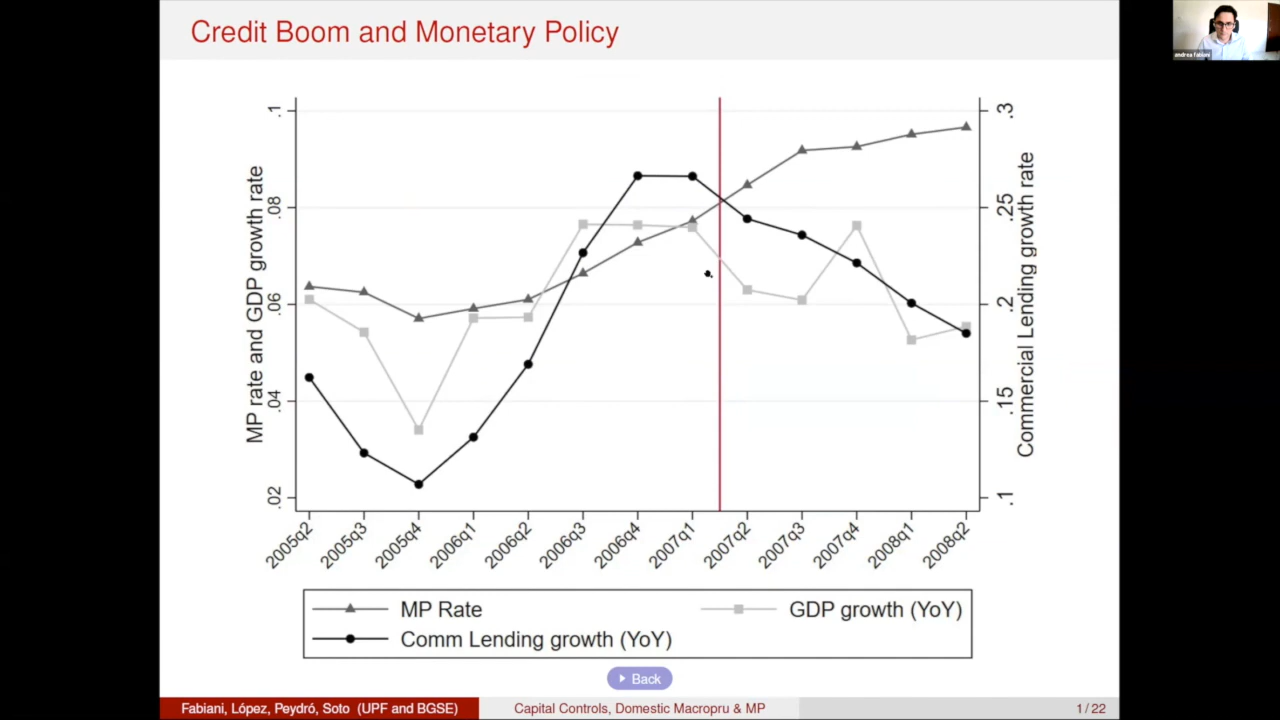 Credit Boom and Monetary Policy
andrea fabiani
MP rate and GDP growth rate
.1
.08
.06
.04
.02
Commercial Lending growth rate
.3
.25
.2
.15
.1
2005q2
2005q3
2005q4
2006q1
2006q2
2006q3
2006q4
2007q1
2007q2
2007q3
2007q4
2008q1
2008q2
MP Rate
GDP growth (YoY)
Comm Lending growth (YoY)
Back
Fabiani, López, Peydró, Soto (UPF and BGSE)
Capital Controls, Domestic Macropru & MP
1 / 22